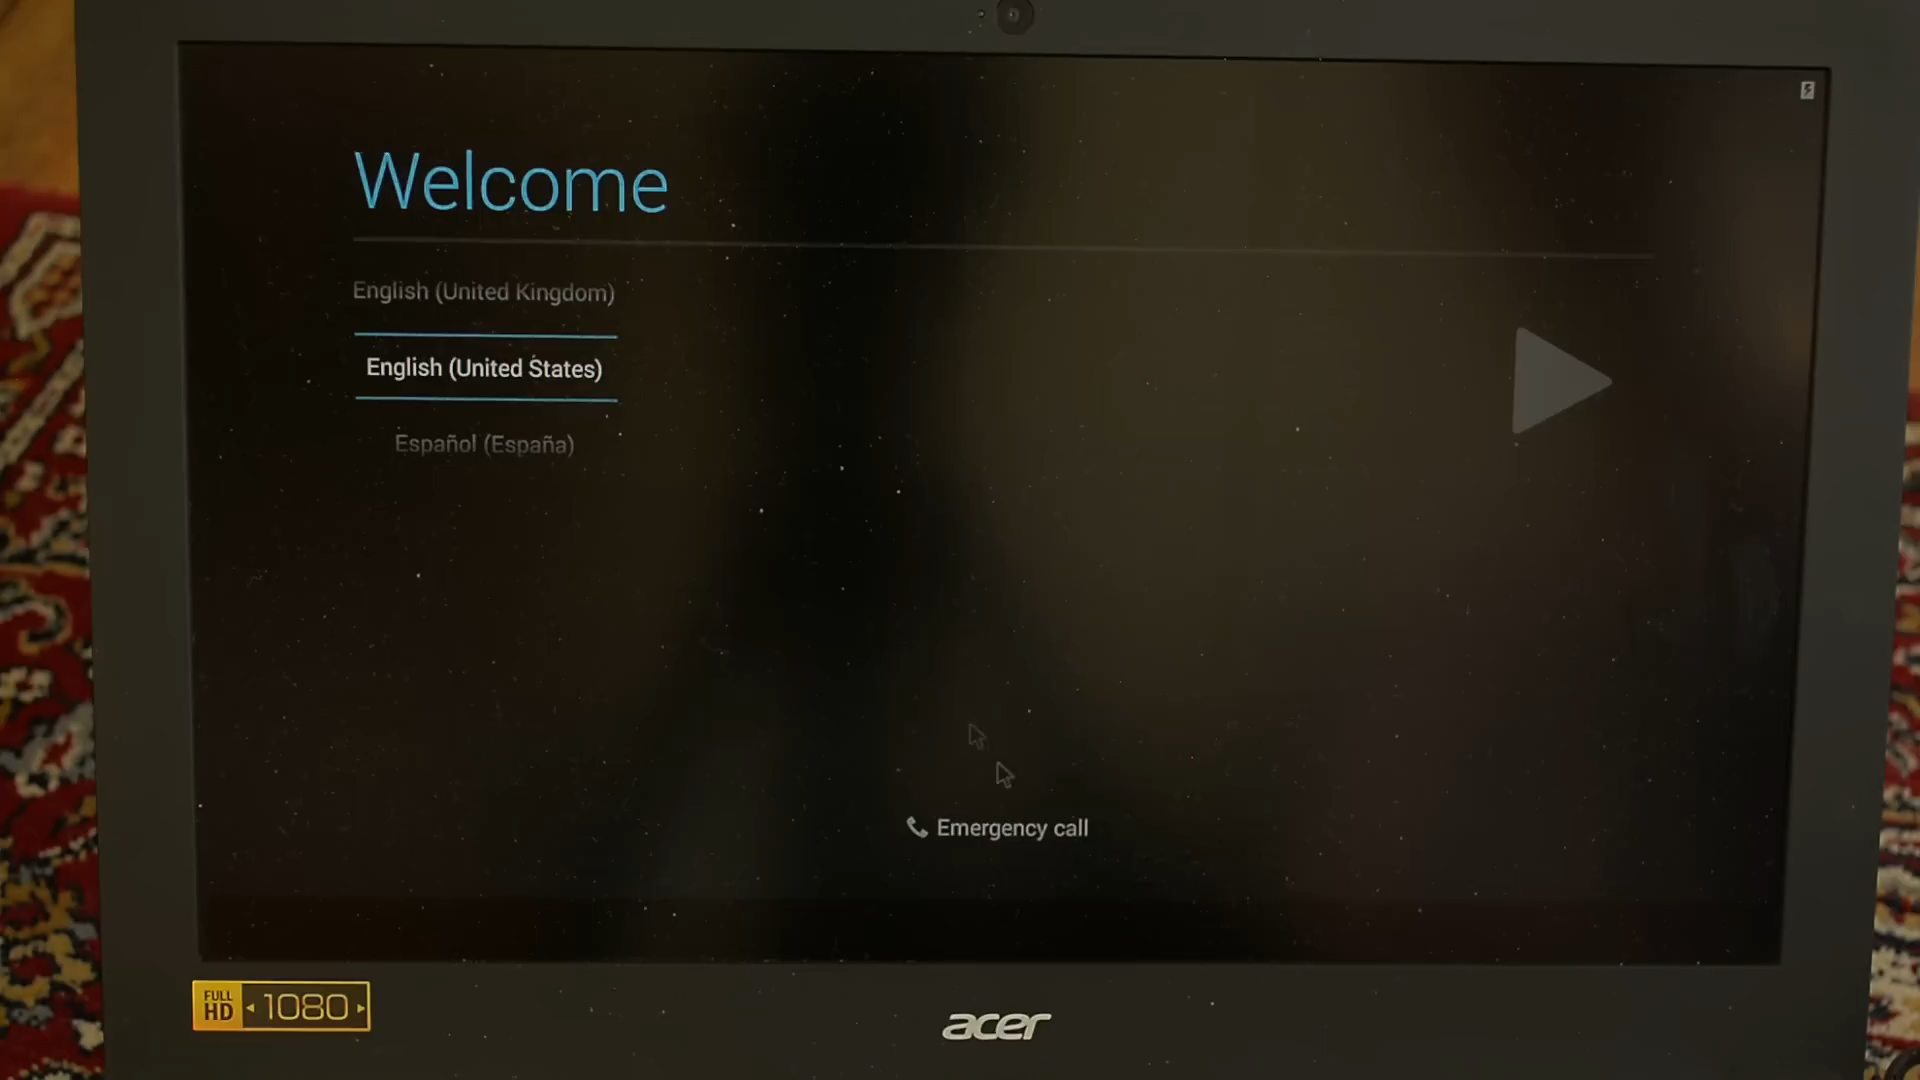 Welcome
English (United Kingdom)
English (United States)
Español (España)
Emergency call
FULL HD 1080
acer